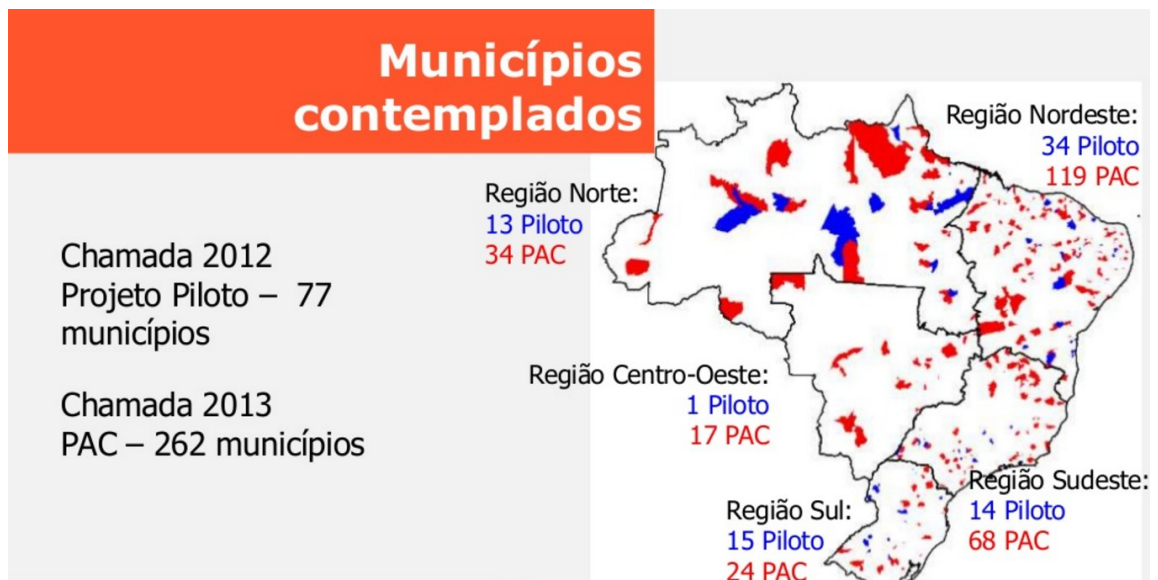 Municípios
contemplados
Chamada 2012
Projeto Piloto – 77
municípios
Chamada 2013
PAC – 262 municípios
Região Norte:
13 Piloto
34 PAC
Região Nordeste:
34 Piloto
119 PAC
Região Centro-Oeste:
1 Piloto
17 PAC
Região Sudeste:
14 Piloto
68 PAC
Região Sul:
15 Piloto
24 PAC